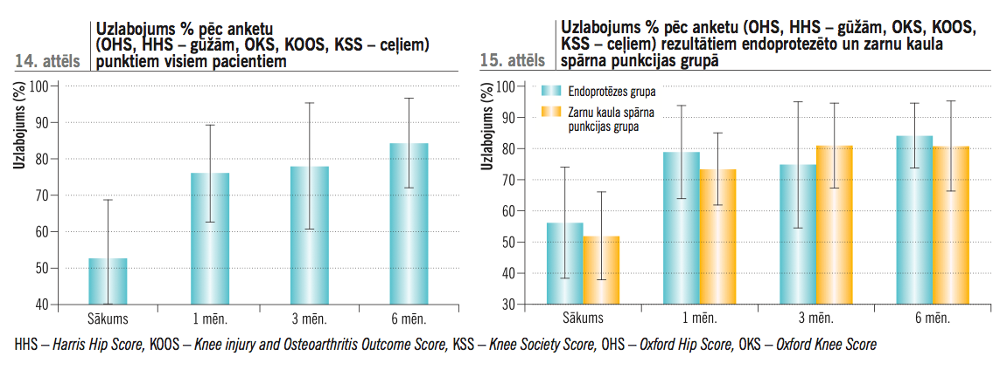 14. attēls
Uzlabojums % pēc anketu
(OHS, HHS – gūžām, OKS, KOOS, KSS – ceļiem)
punktiem visiem pacientiem
Uzlabojums (%)
100
90
80
70
60
50
40
Sākums
1 mēn.
3 mēn.
6 mēn.
15. attēls
Uzlabojums % pēc anketu (OHS, HHS – gūžām, OKS, KOOS,
KSS – ceļiem) rezultātiem endoprotezēto un zarnu kaula
spārna punkcijas grupā
Uzlabojums (%)
100
90
80
70
60
50
40
30
Endoprotēzes grupa
Zarnu kaula spārna
punkcijas grupa
Sākums
1 mēn.
3 mēn.
6 mēn.
HHS – Harris Hip Score, KOOS – Knee injury and Osteoarthritis Outcome Score, KSS – Knee Society Score, OHS – Oxford Hip Score, OKS – Oxford Knee Score